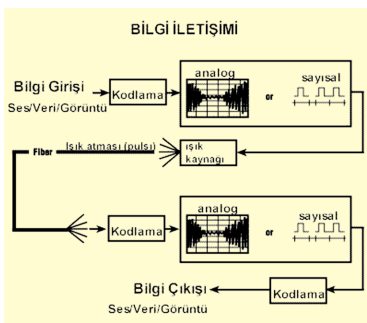 BİLGİ İLETİŞİMİ
Bilgi Girişi
Ses/Veri/Görüntü
Kodlama
analog
or
sayısal
Fiber
Işık atması (pulsı)
ışık
kaynağı
Kodlama
analog
or
sayısal
Bilgi Çıkışı
Ses/Veri/Görüntü
Kodlama